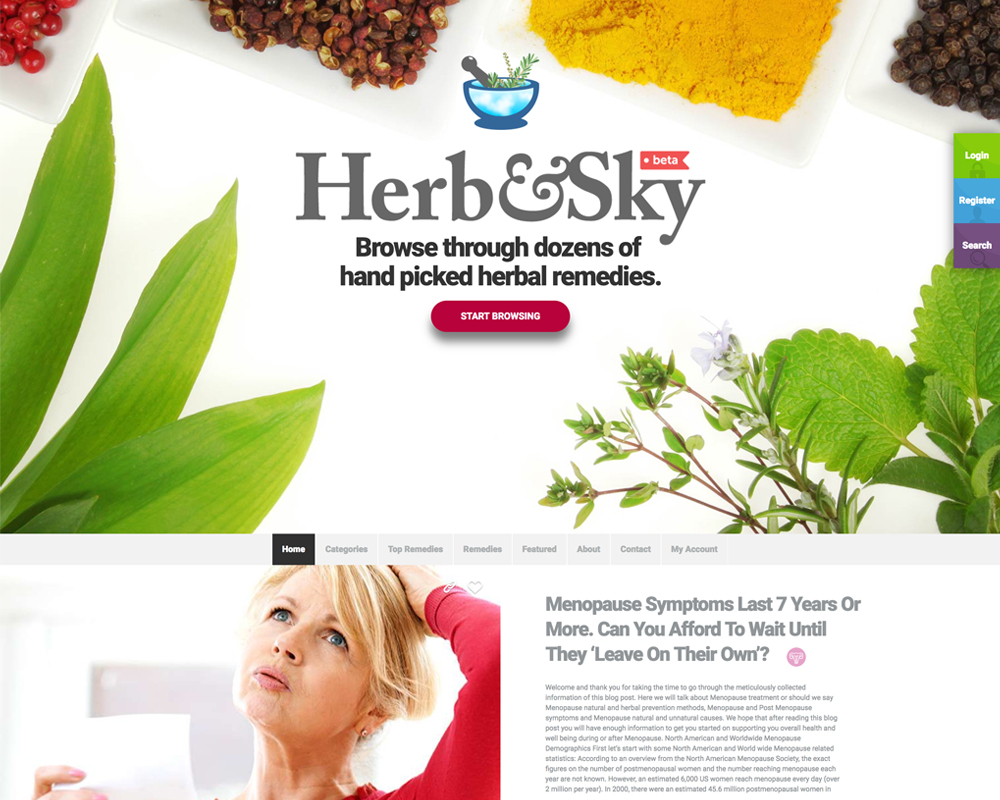 Herb&Sky
beta
Browse through dozens of
hand picked herbal remedies.
START BROWSING
Login
Register
Search
Home
Categories
Top Remedies
Remedies
Featured
About
Contact
My Account
Menopause Symptoms Last 7 Years Or
More. Can You Afford To Wait Until
They ‘Leave On Their Own’?
Welcome and thank you for taking the time to go through the meticulously collected
information of this blog post. Here we will talk about Menopause treatment or should we say
Menopause natural and herbal prevention methods, Menopause and Post Menopause
symptoms and Menopause natural and unnatural causes. We hope that after reading this blog
post you will have enough information to get you started on supporting you overall health and
well being during or after Menopause. North American and Worldwide Menopause
Demographics First let's start with some North American and World wide Menopause related
statistics: According to an overview from the North American Menopause Society, the exact
figures on the number of postmenopausal women and the number reaching menopause each
year are not known. However, an estimated 6,000 US women reach menopause every day (over
2 million per year). In 2000, there were an estimated 45.6 million postmenopausal women in